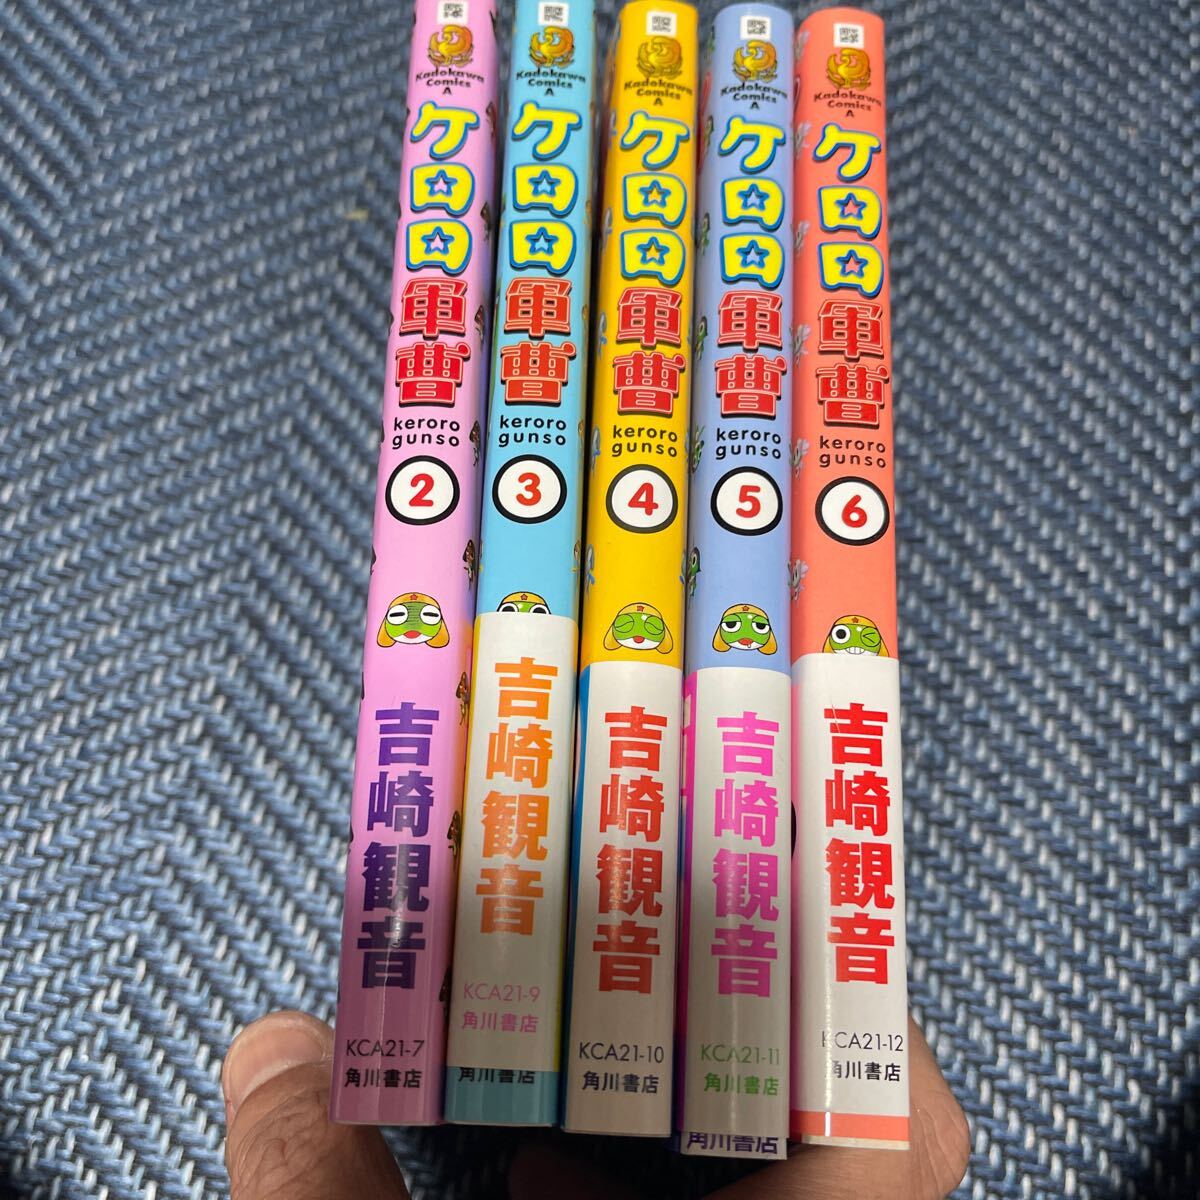 Kadokawa
Comics
A
ケロロ軍曹
keroro
gunso
2
吉崎観音
KCA21-7
角川書店
Kadokawa
Comics
A
ケロロ軍曹
keroro
gunso
3
吉崎観音
KCA21-9
角川書店
角川書店
Kadokawa
Comics
A
ケロロ軍曹
keroro
gunso
4
吉崎観音
KCA21-10
角川書店
Kadokawa
Comics
A
ケロロ軍曹
keroro
gunso
5
吉崎観音
KCA21-11
角川書店
角川書店
Kadokawa
Comics
A
ケロロ軍曹
keroro
gunso
6
吉崎観音
KCA21-12
角川書店